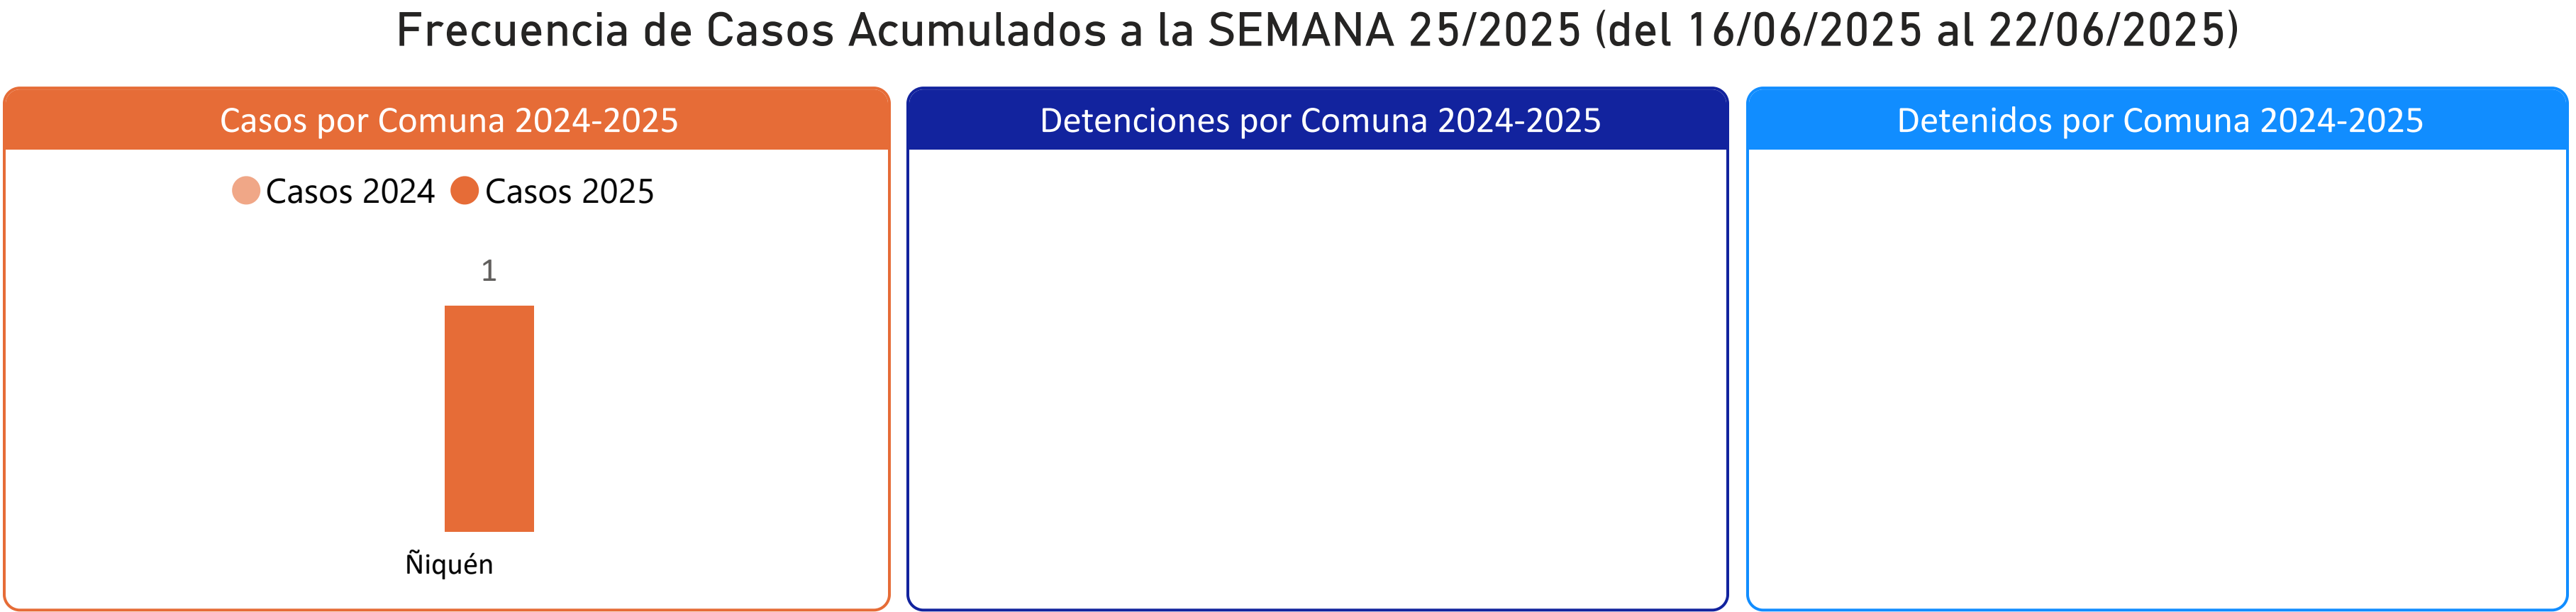 Frecuencia de Casos Acumulados a la SEMANA 25/2025 (del 16/06/2025 al 22/06/2025)
Casos por Comuna 2024-2025
Casos 2024 Casos 2025
1
Ñiquén
Detenciones por Comuna 2024-2025
Detenidos por Comuna 2024-2025